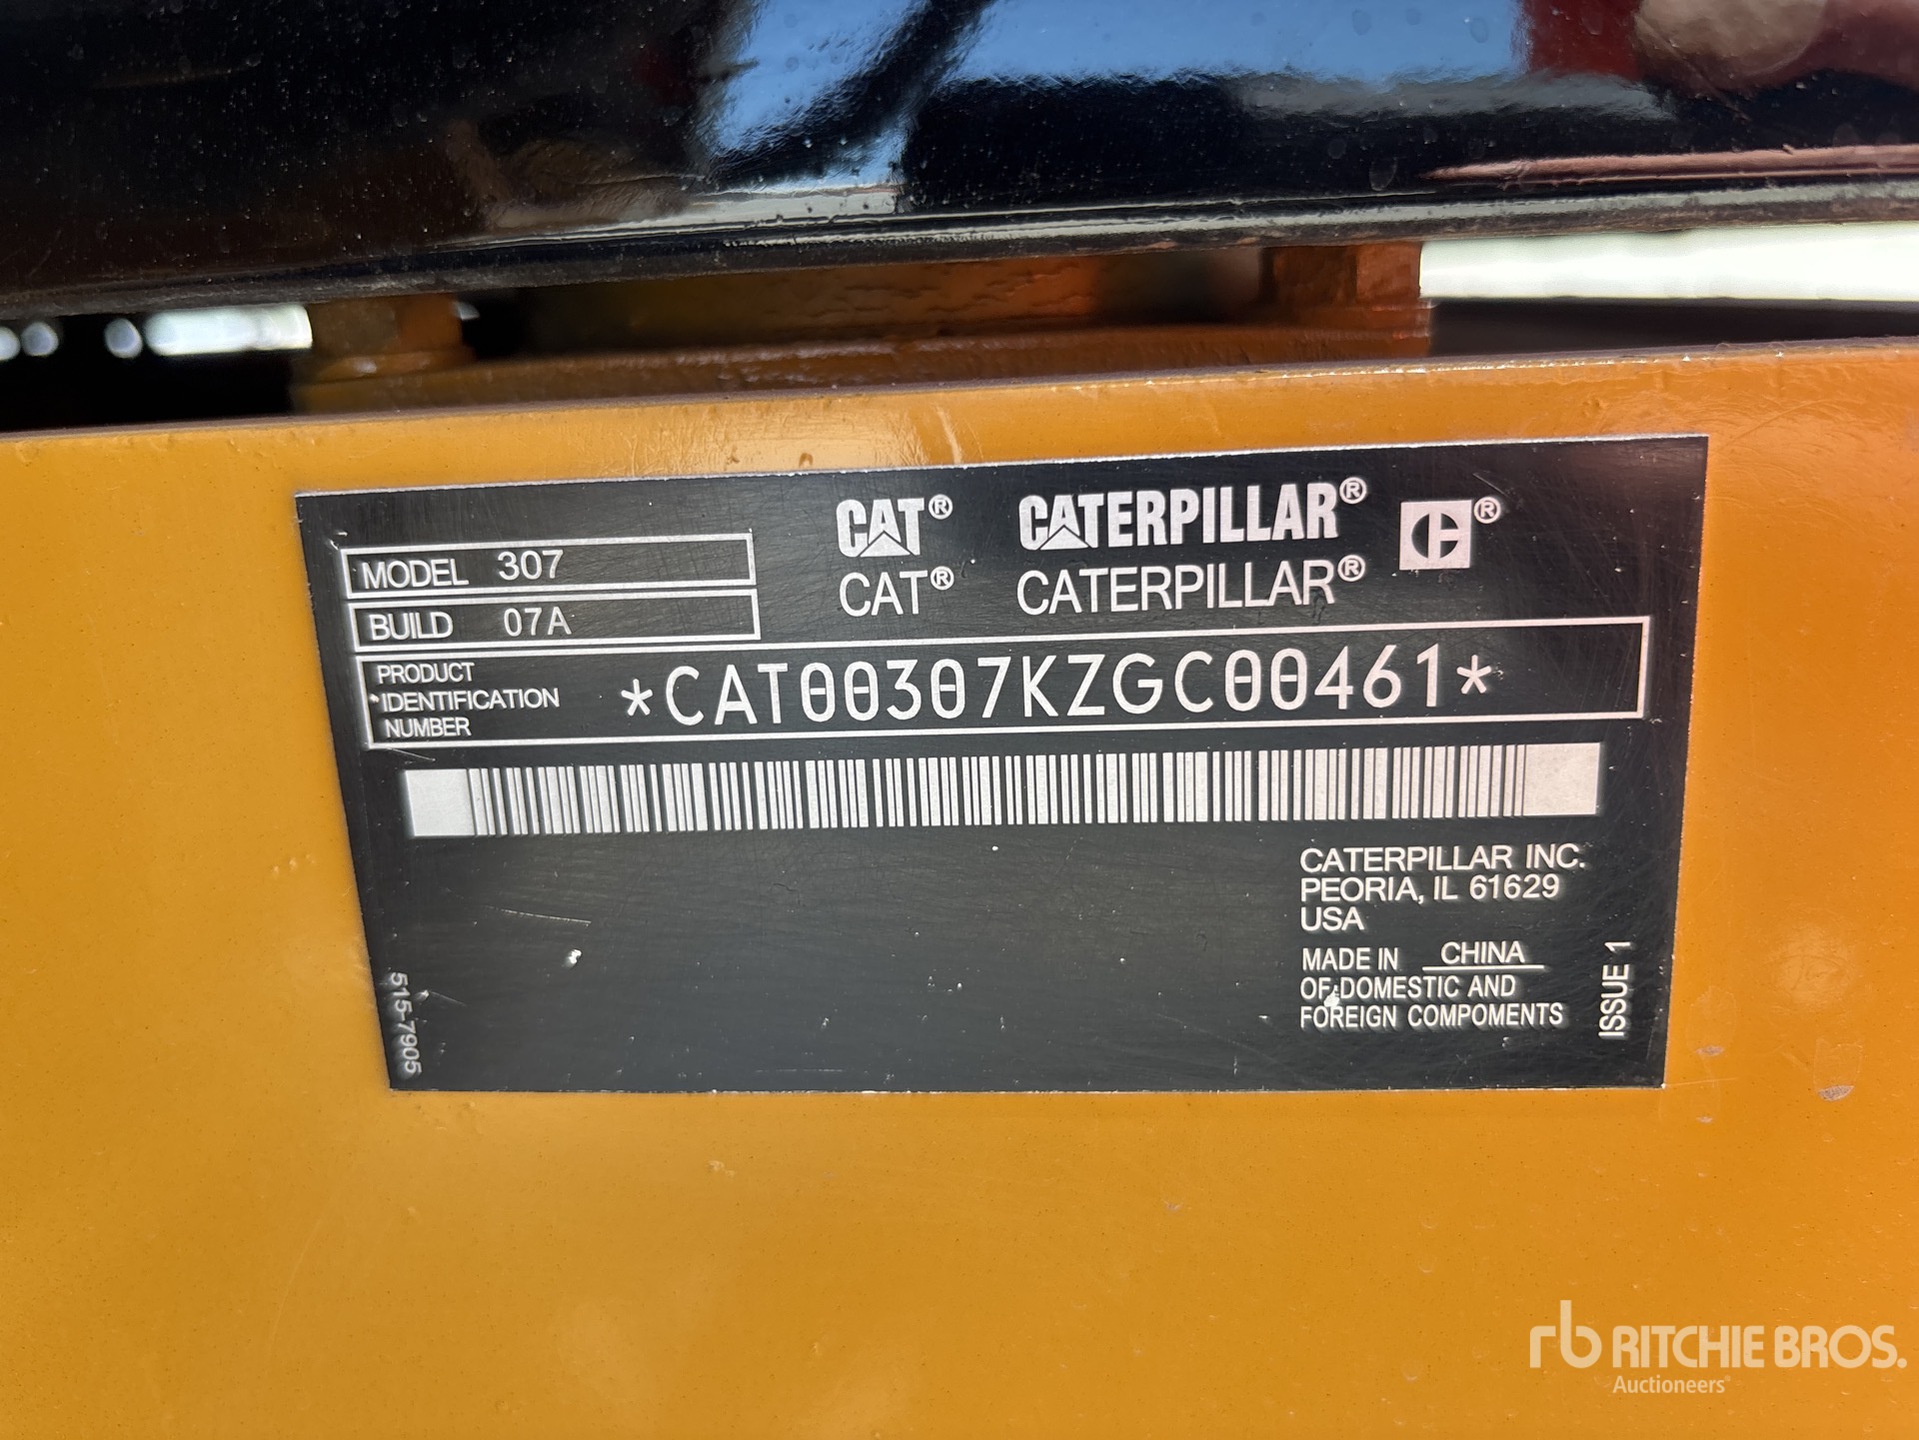 CAT® CATERPILLAR® C®
CAT® CATERPILLAR®
MODEL 307
BUILD 07A
PRODUCT
*IDENTIFICATION
NUMBER
*CAT00307KZGC00461*
CATERPILLAR INC.
PEORIA, IL 61629
USA
MADE IN CHINA
OF DOMESTIC AND
FOREIGN COMPOMENTS
ISSUE 1
515-7905
rb RITCHIE BROS.
Auctioneers